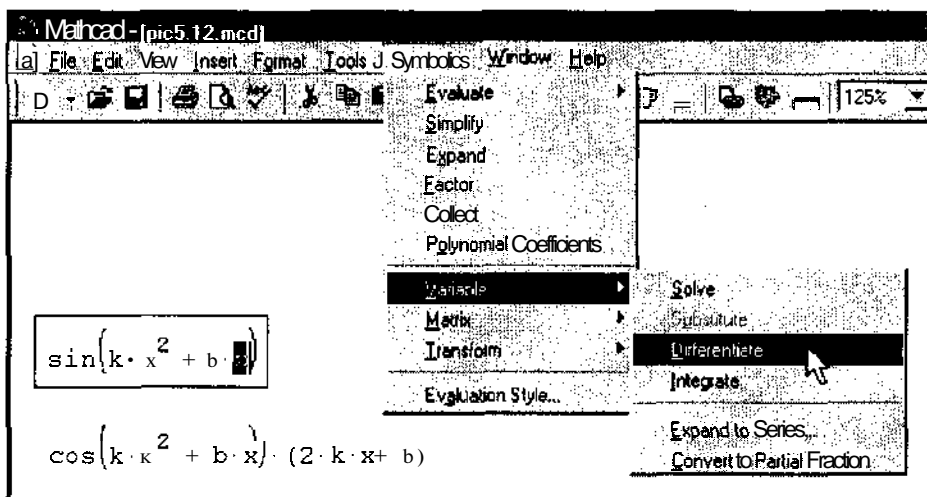 Mathcad - [pic5.12.mcd]
[a] File Edit View Insert Format Tools J Symbolics Window Help
D 125%
Evaluate
Simplify
Expand
Factor
Collect
Polynomial Coefficients
Variable
Matrix
Transform
Evaluation Style...
Solve
Substitute
Differentiate
Integrate
Expand to Series...
Convert to Partial Fraction
sin(k· x² + b·x)
cos(k·к² + b·x)·(2·k·x+ b)